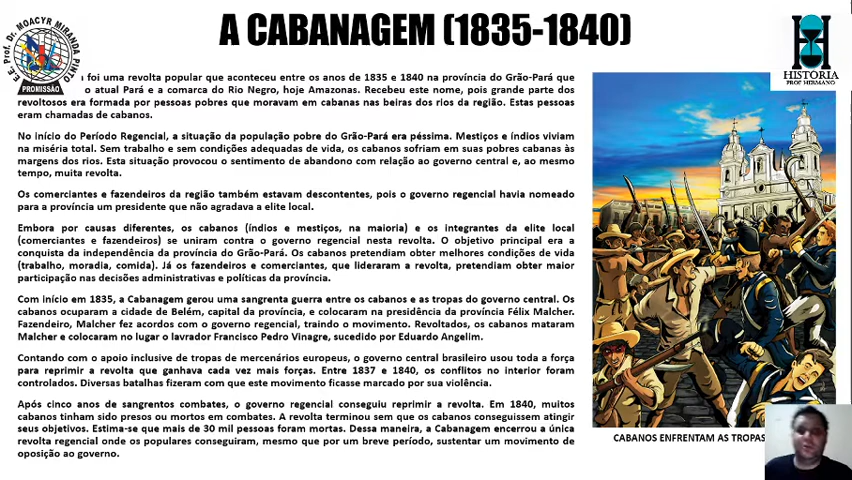 A CABANAGEM (1835-1840)
E.E. Prof. Dr. MOACYR MIRANDA PINTO
PROMISSÃO
HISTORIA
PROF HERMANO
foi uma revolta popular que aconteceu entre os anos de 1835 e 1840 na província do Grão-Pará que
o atual Pará e a comarca do Rio Negro, hoje Amazonas. Recebeu este nome, pois grande parte dos
revoltosos era formada por pessoas pobres que moravam em cabanas nas beiras dos rios da região. Estas pessoas
eram chamadas de cabanos.
No início do Período Regencial, a situação da população pobre do Grão-Pará era péssima. Mestiços e índios viviam
na miséria total. Sem trabalho e sem condições adequadas de vida, os cabanos sofriam em suas pobres cabanas às
margens dos rios. Esta situação provocou o sentimento de abandono com relação ao governo central e, ao mesmo
tempo, muita revolta.
Os comerciantes e fazendeiros da região também estavam descontentes, pois o governo regencial havia nomeado
para a província um presidente que não agradava a elite local.
Embora por causas diferentes, os cabanos (índios e mestiços, na maioria) e os integrantes da elite local
(comerciantes e fazendeiros) se uniram contra o governo regencial nesta revolta. O objetivo principal era a
conquista da independência da província do Grão-Pará. Os cabanos pretendiam obter melhores condições de vida
(trabalho, moradia, comida). Já os fazendeiros e comerciantes, que lideraram a revolta, pretendiam obter maior
participação nas decisões administrativas e políticas da província.
Com início em 1835, a Cabanagem gerou uma sangrenta guerra entre os cabanos e as tropas do governo central. Os
cabanos ocuparam a cidade de Belém, capital da província, e colocaram na presidência da província Félix Malcher.
Fazendeiro, Malcher fez acordos com o governo regencial, traindo o movimento. Revoltados, os cabanos mataram
Malcher e colocaram no lugar o lavrador Francisco Pedro Vinagre, sucedido por Eduardo Angelim.
Contando com o apoio inclusive de tropas de mercenários europeus, o governo central brasileiro usou toda a força
para reprimir a revolta que ganhava cada vez mais forças. Entre 1837 e 1840, os conflitos no interior foram
controlados. Diversas batalhas fizeram com que este movimento ficasse marcado por sua violência.
Após cinco anos de sangrentos combates, o governo regencial conseguiu reprimir a revolta. Em 1840, muitos
cabanos tinham sido presos ou mortos em combates. A revolta terminou sem que os cabanos conseguissem atingir
seus objetivos. Estima-se que mais de 30 mil pessoas foram mortas. Dessa maneira, a Cabanagem encerrou a única
revolta regencial onde os populares conseguiram, mesmo que por um breve período, sustentar um movimento de
oposição ao governo.
CABANOS ENFRENTAM AS TROPAS